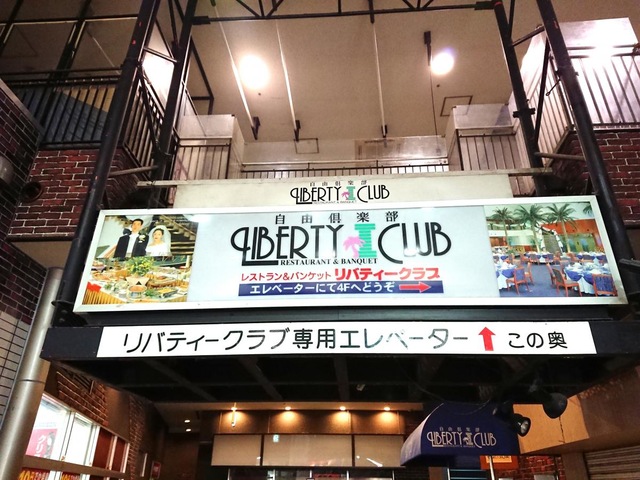 自由倶楽部
LIBERTY CLUB
RESTAURANT & BANQUET
自由倶楽部
LIBERTY CLUB
RESTAURANT & BANQUET
レストラン&バンケット リバティークラブ
エレベーターにて4Fへどうぞ→
リバティークラブ専用エレベーター↑この奥
自由倶楽部
LIBERTY CLUB